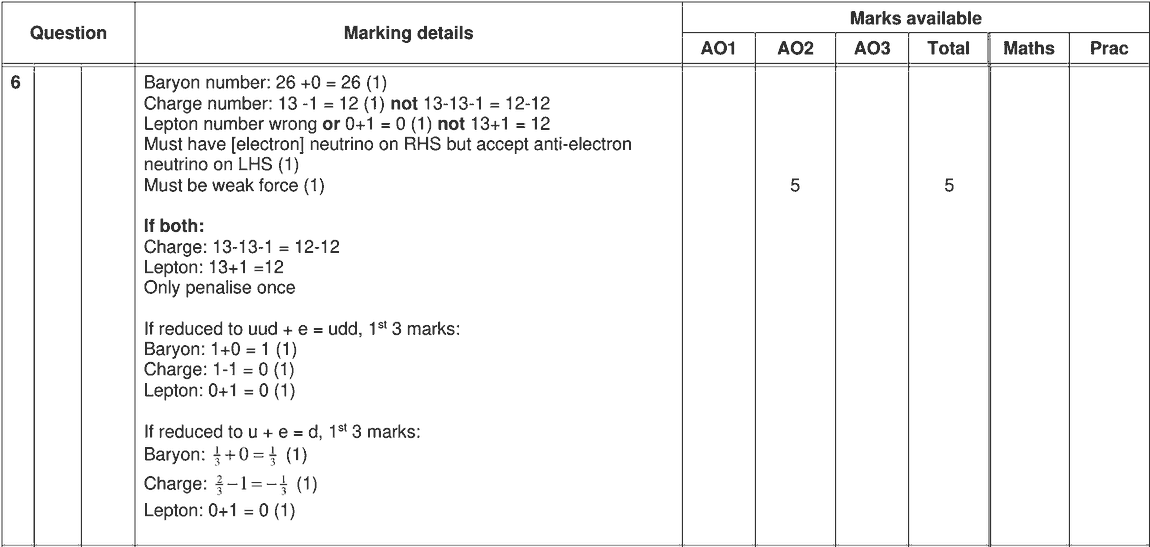 Question
Marking details
Marks available
AO1 AO2 AO3 Total Maths Prac
6
Baryon number: 26 +0 = 26 (1)
Charge number: 13 -1 = 12 (1) not 13-13-1 = 12-12
Lepton number wrong or 0+1 = 0 (1) not 13+1 = 12
Must have [electron] neutrino on RHS but accept anti-electron
neutrino on LHS (1)
Must be weak force (1) 5 5
If both:
Charge: 13-13-1 = 12-12
Lepton: 13+1 =12
Only penalise once
If reduced to uud + e = udd, 1st 3 marks:
Baryon: 1+0 = 1 (1)
Charge: 1-1 = 0 (1)
Lepton: 0+1 = 0 (1)
If reduced to u + e = d, 1st 3 marks:
Baryon: 1/3 + 0 = 1/3 (1)
Charge: 2/3 − 1 = −1/3 (1)
Lepton: 0+1 = 0 (1)